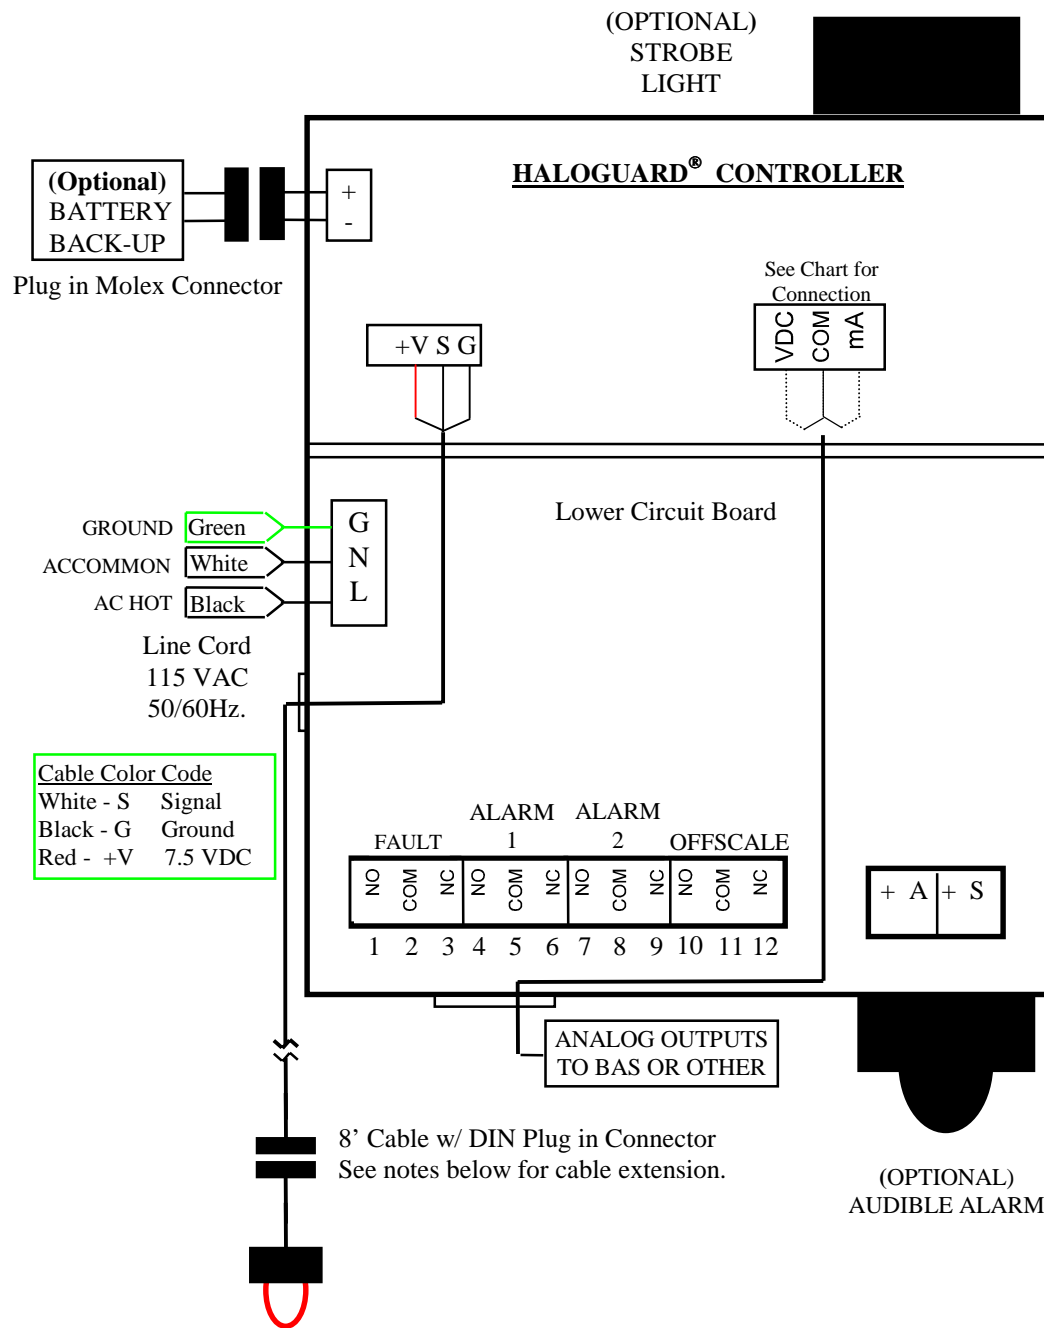 (OPTIONAL)
STROBE
LIGHT
HALOGUARD® CONTROLLER
(Optional)
BATTERY
BACK-UP
+
-
Plug in Molex Connector
See Chart for
Connection
VDC COM mA
+V S G
Lower Circuit Board
GROUND Green G
ACCOMMON White N
AC HOT Black L
Line Cord
115 VAC
50/60Hz.
Cable Color Code
White - S Signal
Black - G Ground
Red - +V 7.5 VDC
ALARM ALARM
FAULT 1 2 OFFSCALE
NO COM NC NO COM NC NO COM NC NO COM NC
1 2 3 4 5 6 7 8 9 10 11 12
+ A + S
ANALOG OUTPUTS
TO BAS OR OTHER
8’ Cable w/ DIN Plug in Connector
See notes below for cable extension.
(OPTIONAL)
AUDIBLE ALARM